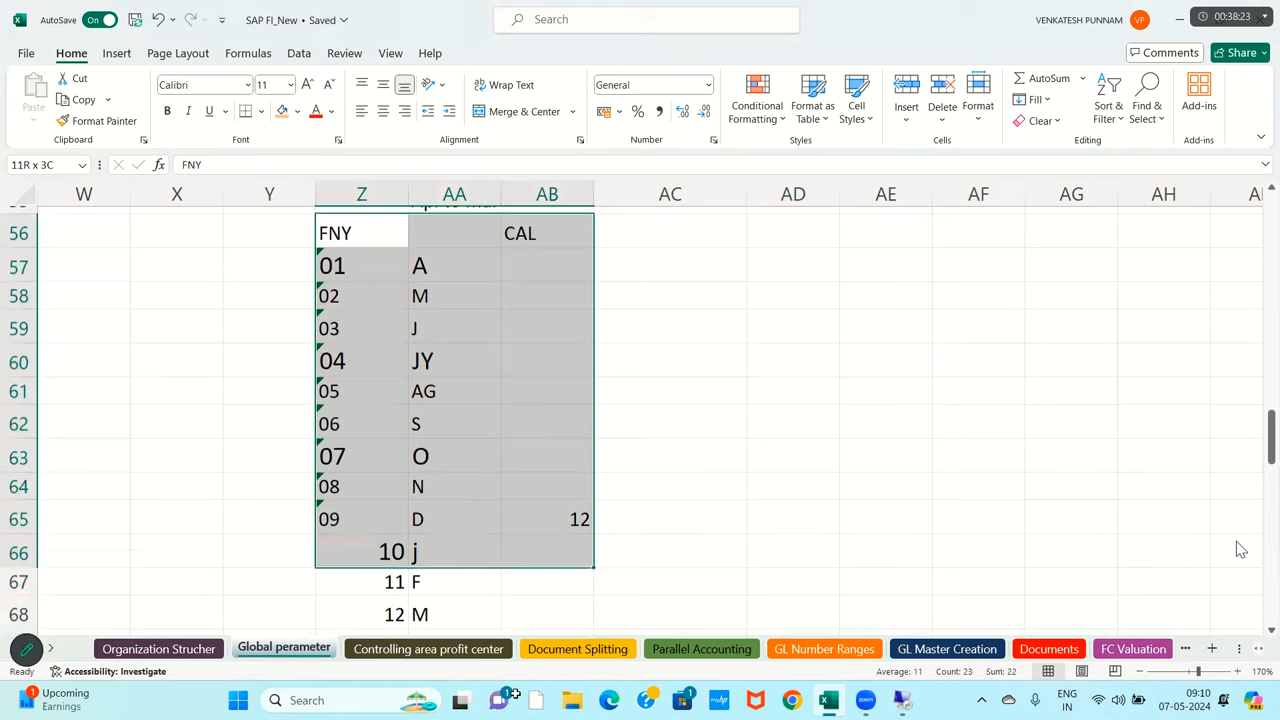 AutoSave On SAP FI_New • Saved Search VENKATESH PUNNAM VP 00:38:23
File Home Insert Page Layout Formulas Data Review View Help Comments Share
Paste Cut Copy Format Painter Calibri 11 B I U A Wrap Text Merge & Center General % Conditional Formatting Format as Table Cell Styles Insert Delete Format AutoSum Fill Clear Sort & Filter Find & Select Add-ins
Clipboard Font Alignment Number Styles Cells Editing Add-ins
11R x 3C fx FNY
W X Y Z AA AB AC AD AE AF AG AH
56 FNY CAL
57 01 A
58 02 M
59 03 J
60 04 JY
61 05 AG
62 06 S
63 07 O
64 08 N
65 09 D 12
66 10 j
67 11 F
68 12 M
Organization Strucher Global perameter Controlling area profit center Document Splitting Parallel Accounting GL Number Ranges GL Master Creation Documents FC Valuation
Ready Accessibility: Investigate Average: 11 Count: 23 Sum: 22 170%
1 Upcoming Earnings Search ENG IN 09:10 07-05-2024